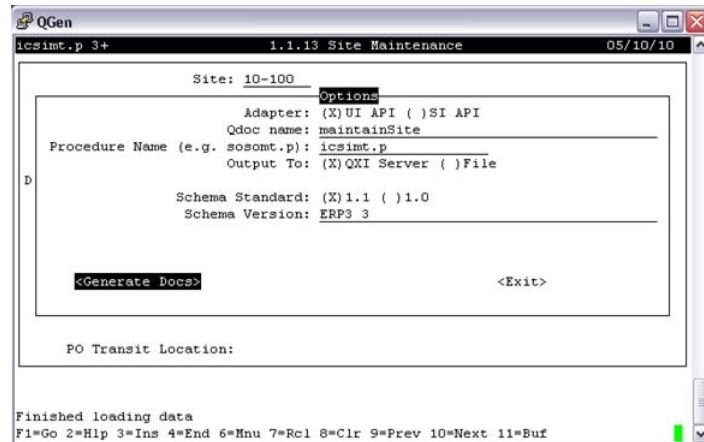 QGen
icsimt.p 3+ 1.1.13 Site Maintenance 05/10/10
Site: 10-100
Options
Adapter: (X)UI API ( )SI API
Qdoc name: maintainSite
Procedure Name (e.g. sosomt.p): icsimt.p
Output To: (X)QXI Server ( )File
D
Schema Standard: (X)1.1 ( )1.0
Schema Version: ERP3 3
<Generate Docs> <Exit>
PO Transit Location:
Finished loading data
F1=Go 2=Hlp 3=Ins 4=End 6=Mnu 7=Rcl 8=Clr 9=Prev 10=Next 11=Buf